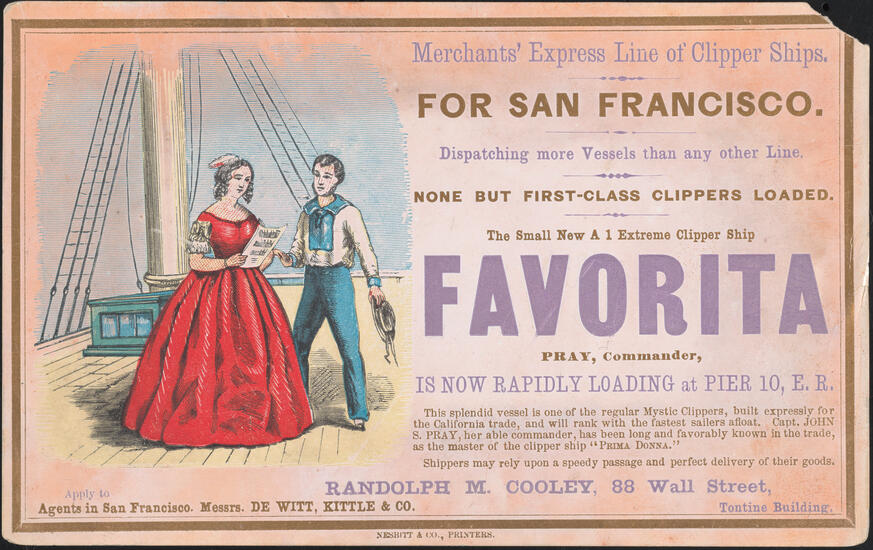 Merchants' Express Line of Clipper Ships.
FOR SAN FRANCISCO.
Dispatching more Vessels than any other Line.
NONE BUT FIRST-CLASS CLIPPERS LOADED.
The Small New A 1 Extreme Clipper Ship
FAVORITA
PRAY, Commander,
IS NOW RAPIDLY LOADING at PIER 10, E. R.
This splendid vessel is one of the regular Mystic Clippers, built expressly for
the California trade, and will rank with the fastest sailers afloat. Capt. JOHN
S. PRAY, her able commander, has been long and favorably known in the trade,
as the master of the clipper ship "PRIMA DONNA."
Shippers may rely upon a speedy passage and perfect delivery of their goods.
Apply to
RANDOLPH M. COOLEY, 88 Wall Street,
Agents in San Francisco. Messrs. DE WITT, KITTLE & CO.
Tontine Building.
NESBITT & CO., PRINTERS.